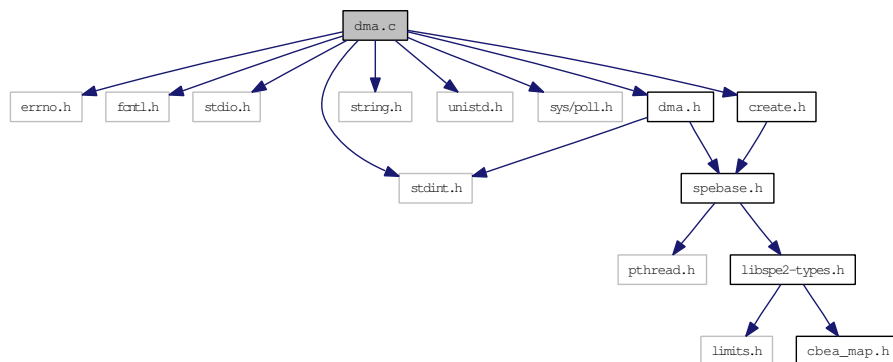 dma.c
errno.h
fcntl.h
stdio.h
string.h
unistd.h
sys/poll.h
dma.h
create.h
stdint.h
spebase.h
pthread.h
libspe2-types.h
limits.h
cbea_map.h